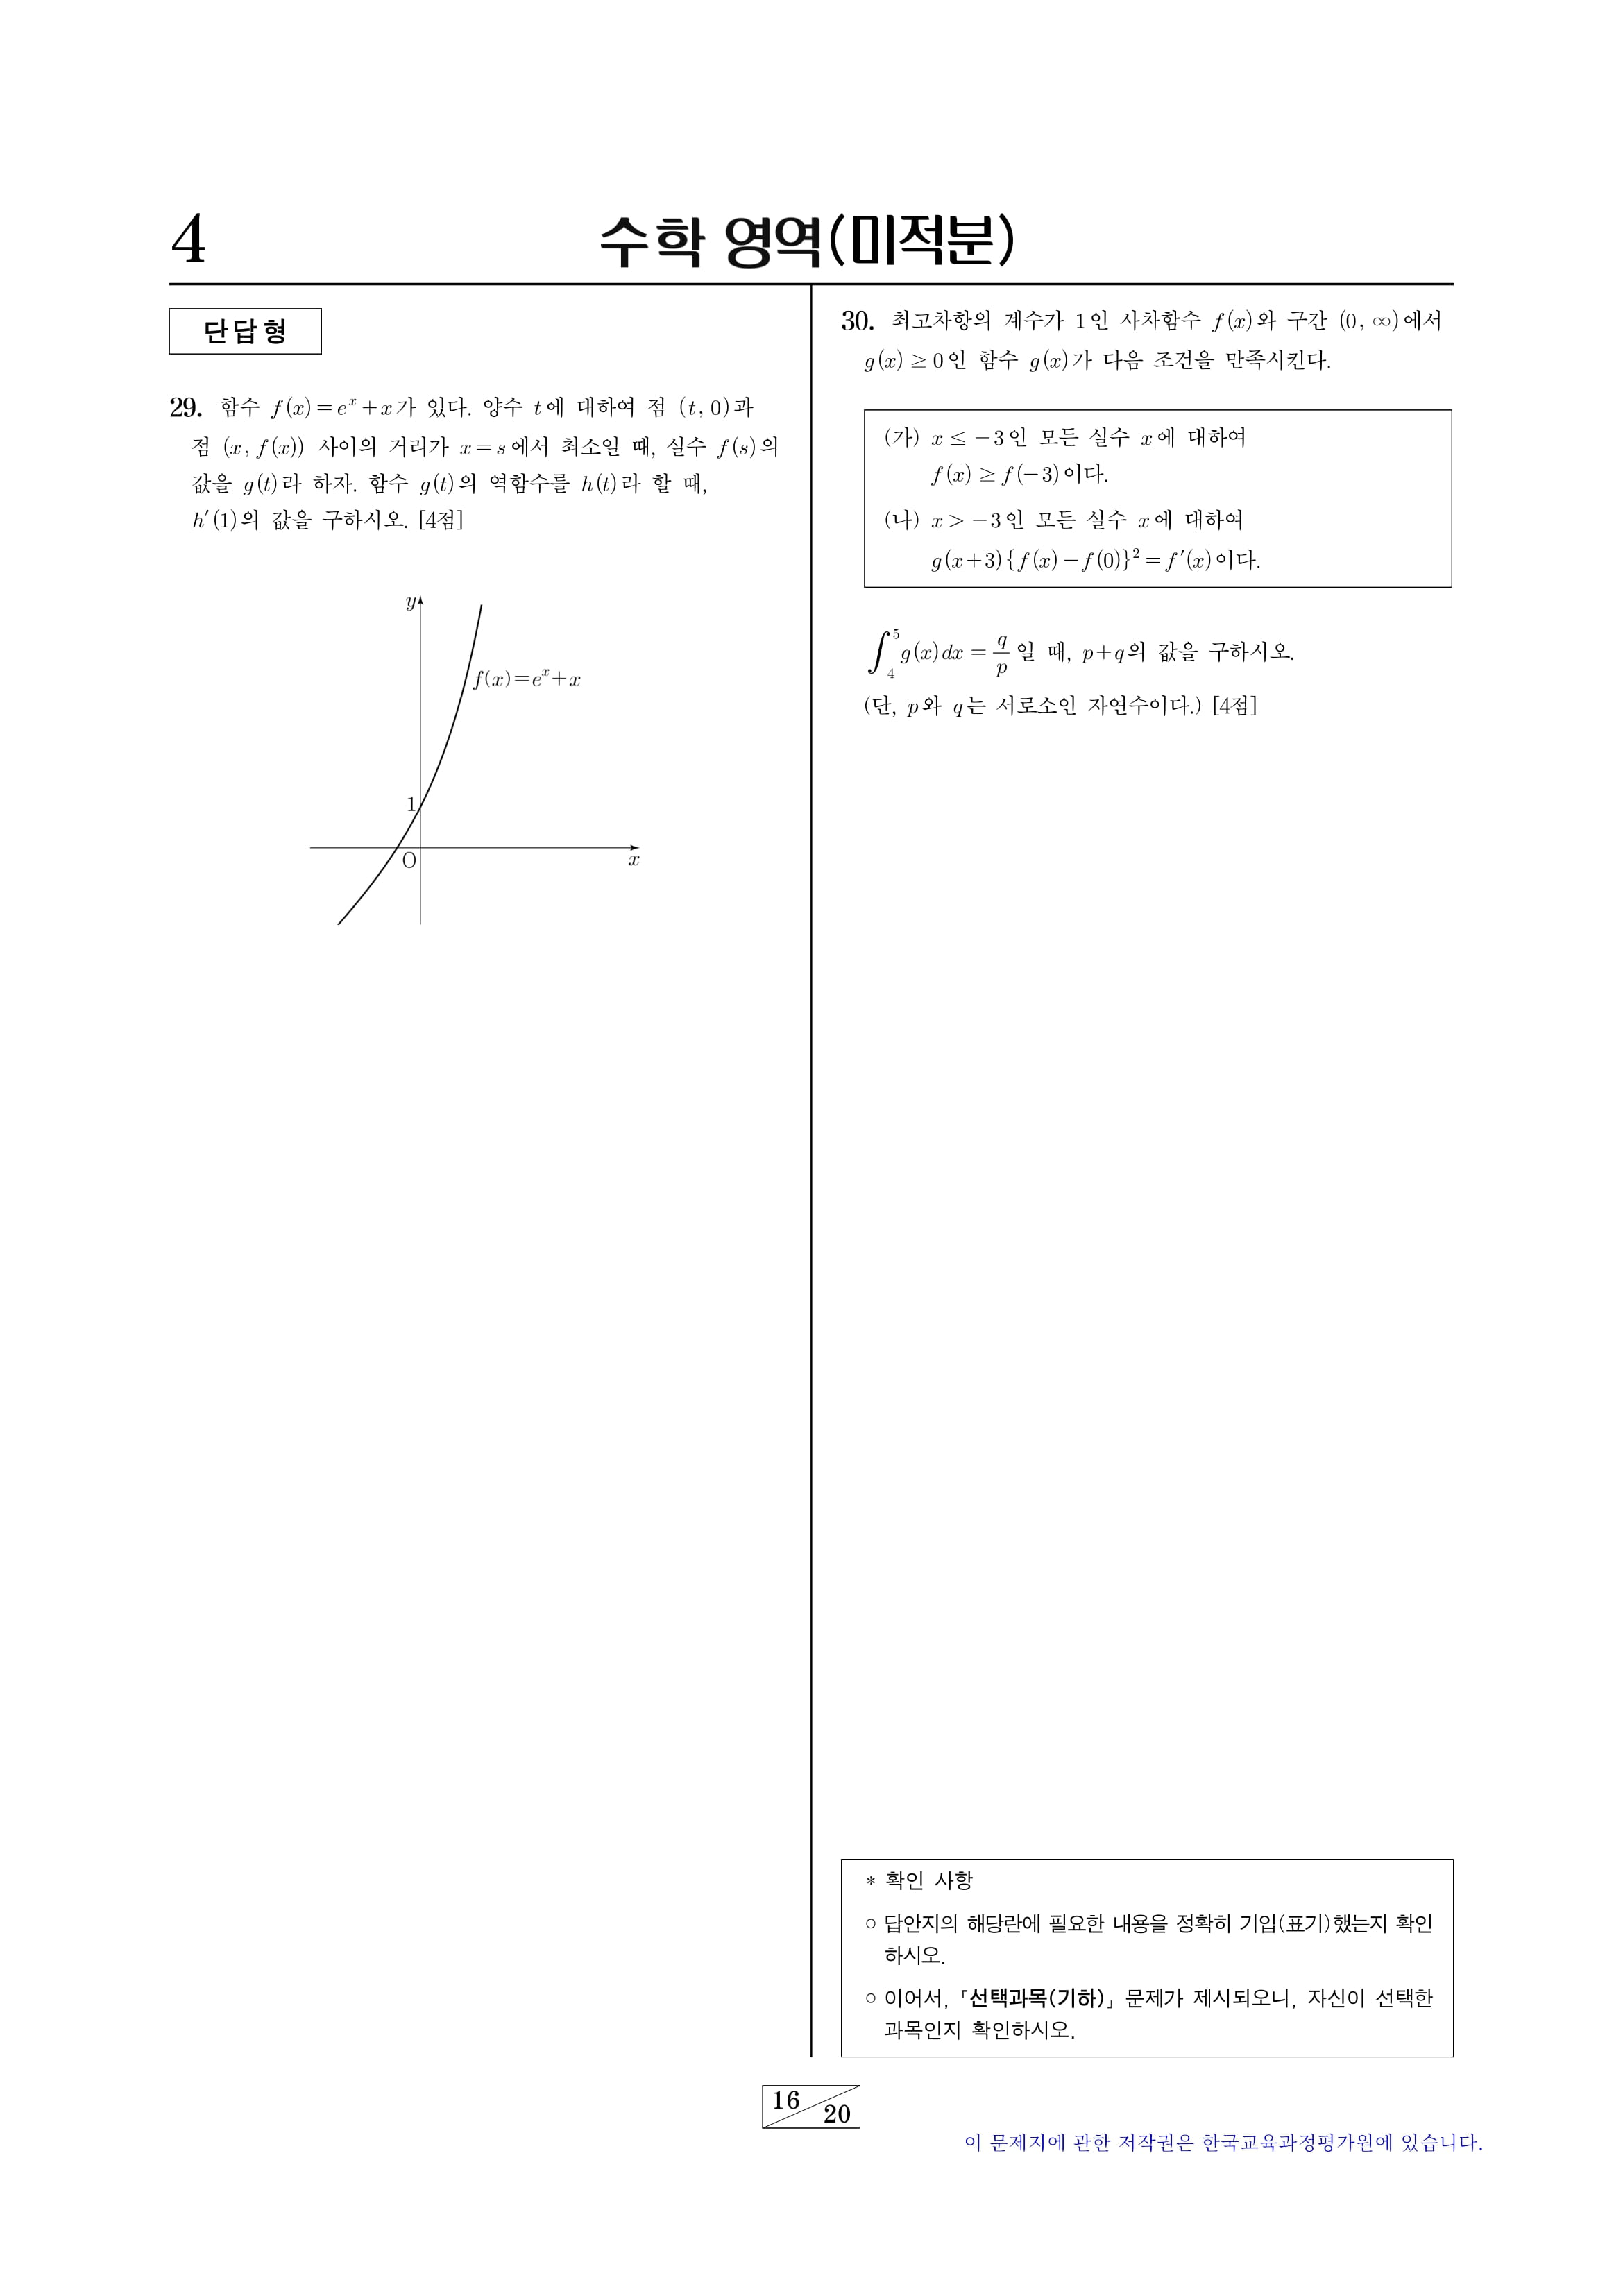 4
수학 영역(미적분)
단답형
29. 함수 f(x)=e^x+x가 있다. 양수 t에 대하여 점 (t, 0)과
점 (x, f(x)) 사이의 거리가 x=s에서 최소일 때, 실수 f(s)의
값을 g(t)라 하자. 함수 g(t)의 역함수를 h(t)라 할 때,
h′(1)의 값을 구하시오. [4점]
y
f(x)=e^x+x
1
O
x
30. 최고차항의 계수가 1인 사차함수 f(x)와 구간 (0, ∞)에서
g(x) ≥ 0인 함수 g(x)가 다음 조건을 만족시킨다.
(가) x ≤ −3인 모든 실수 x에 대하여
f(x) ≥ f(−3)이다.
(나) x > −3인 모든 실수 x에 대하여
g(x+3){f(x)−f(0)}^2=f′(x)이다.
∫_4^5 g(x)dx = q/p 일 때, p+q의 값을 구하시오.
(단, p와 q는 서로소인 자연수이다.) [4점]
* 확인 사항
○ 답안지의 해당란에 필요한 내용을 정확히 기입(표기)했는지 확인
하시오.
○ 이어서, 「선택과목(기하)」 문제가 제시되오니, 자신이 선택한
과목인지 확인하시오.
16
20
이 문제지에 관한 저작권은 한국교육과정평가원에 있습니다.